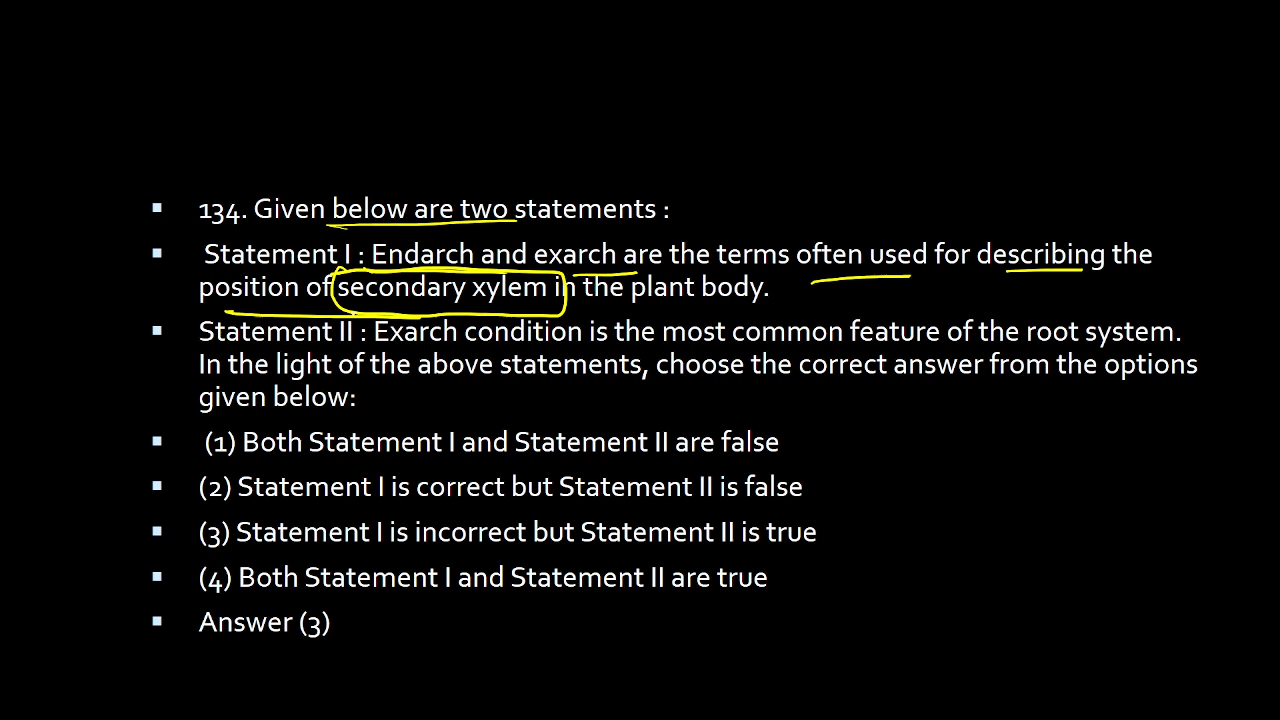 134. Given below are two statements :
Statement I : Endarch and exarch are the terms often used for describing the
position of secondary xylem in the plant body.
Statement II : Exarch condition is the most common feature of the root system.
In the light of the above statements, choose the correct answer from the options
given below:
(1) Both Statement I and Statement II are false
(2) Statement I is correct but Statement II is false
(3) Statement I is incorrect but Statement II is true
(4) Both Statement I and Statement II are true
Answer (3)